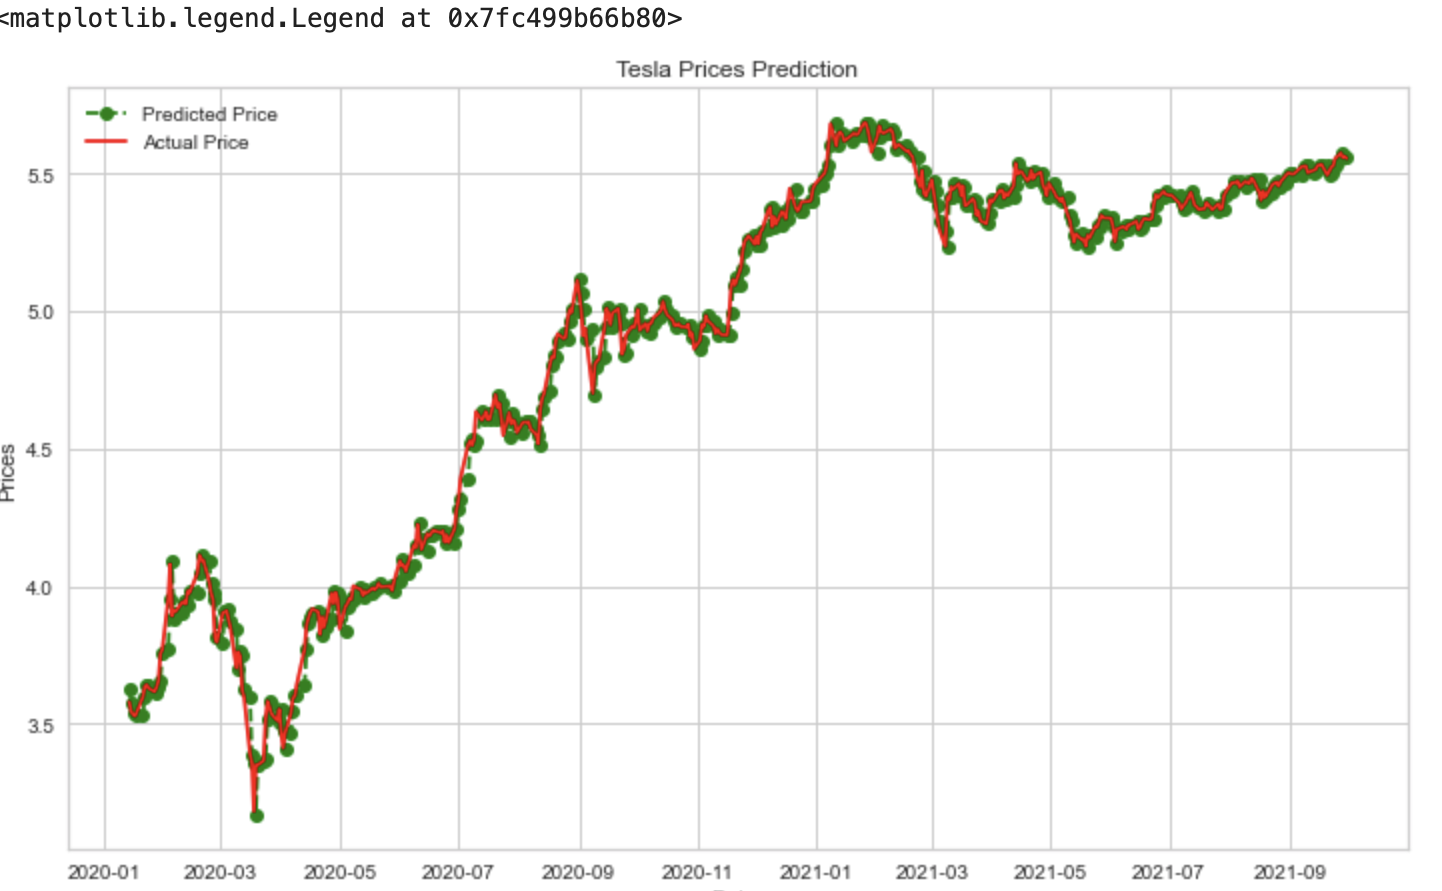 <matplotlib.legend.Legend at 0x7fc499b66b80>
Tesla Prices Prediction
Predicted Price
Actual Price
5.5
5.0
4.5
4.0
3.5
Prices
2020-01 2020-03 2020-05 2020-07 2020-09 2020-11 2021-01 2021-03 2021-05 2021-07 2021-09